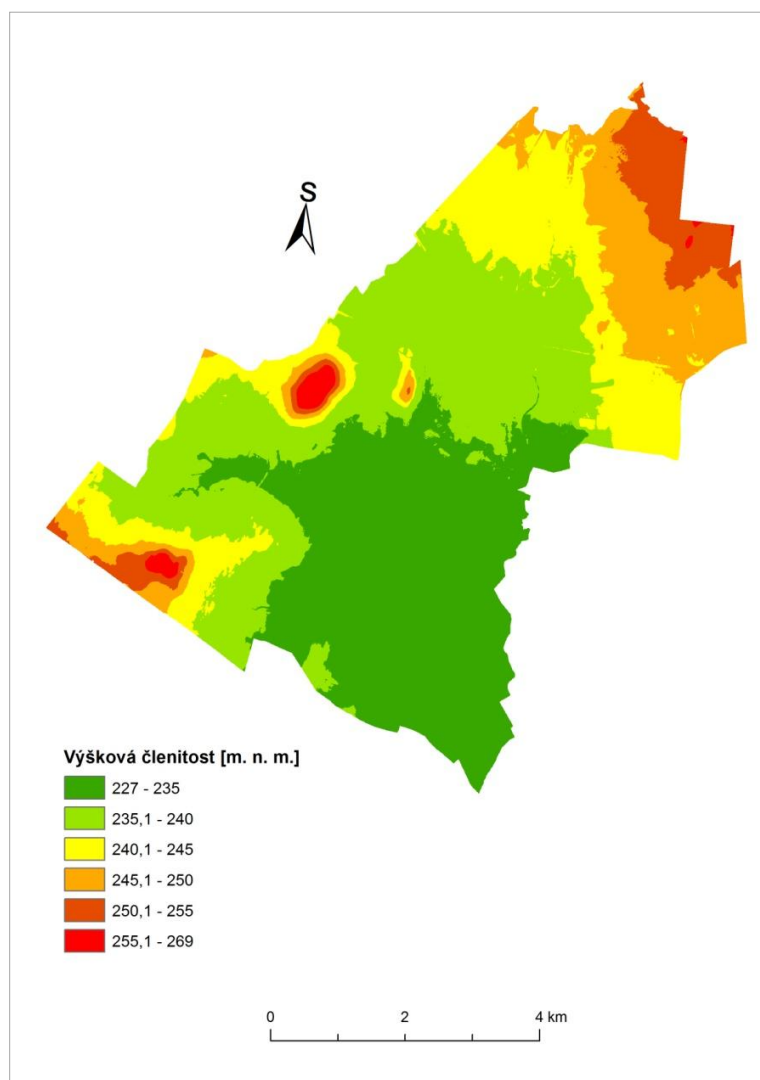 S
Výšková členitost [m. n. m.]
227 - 235
235,1 - 240
240,1 - 245
245,1 - 250
250,1 - 255
255,1 - 269
0 2 4 km